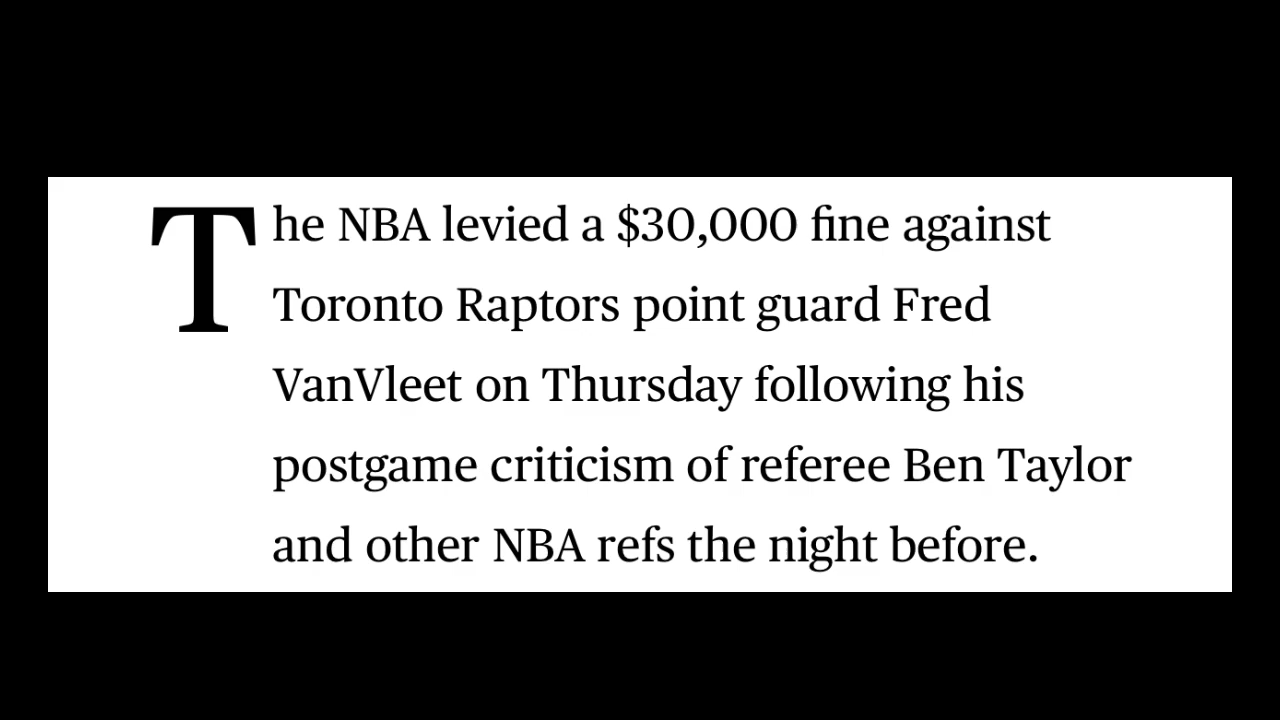 The NBA levied a $30,000 fine against
Toronto Raptors point guard Fred
VanVleet on Thursday following his
postgame criticism of referee Ben Taylor
and other NBA refs the night before.